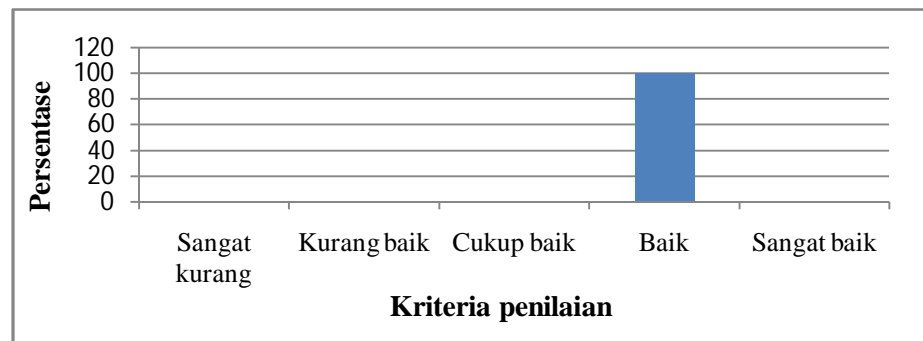 Persentase
120
100
80
60
40
20
0
Sangat kurang
Kurang baik
Cukup baik
Baik
Sangat baik
Kriteria penilaian